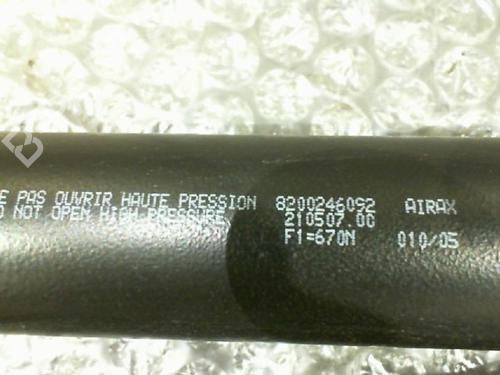 E PAS OUVRIR HAUTE PRESSION 8200246092 AIRAX
O NOT OPEN HIGH PRESSURE 210507.00
F1=670N 010/05